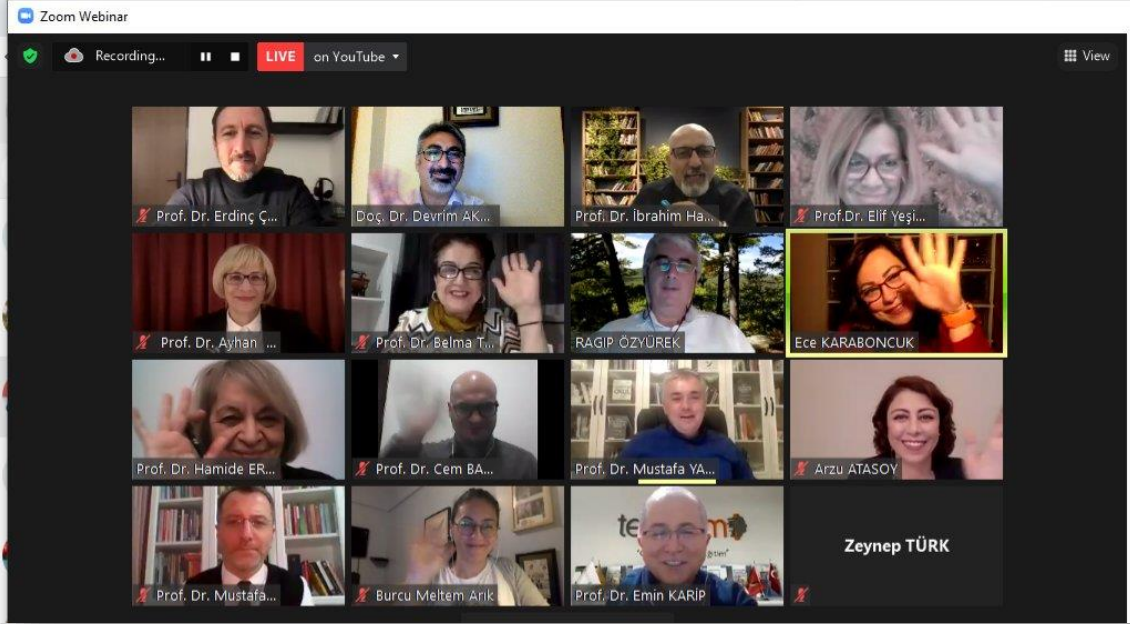 Zoom Webinar
Recording...
LIVE
on YouTube
View
Prof. Dr. Erdinç Ç...
Doç. Dr. Devrim AK...
Prof. Dr. İbrahim Ha...
Prof.Dr. Elif Yeşi...
Prof. Dr. Ayhan ...
Prof. Dr. Belma T...
RAGIP ÖZYÜREK
Ece KARABONCUK
Prof. Dr. Hamide ER...
Prof. Dr. Cem BA...
Prof. Dr. Mustafa YA...
Arzu ATASOY
Prof. Dr. Mustafa...
Burcu Meltem Arık
Prof. Dr. Emin KARİP
Zeynep TÜRK